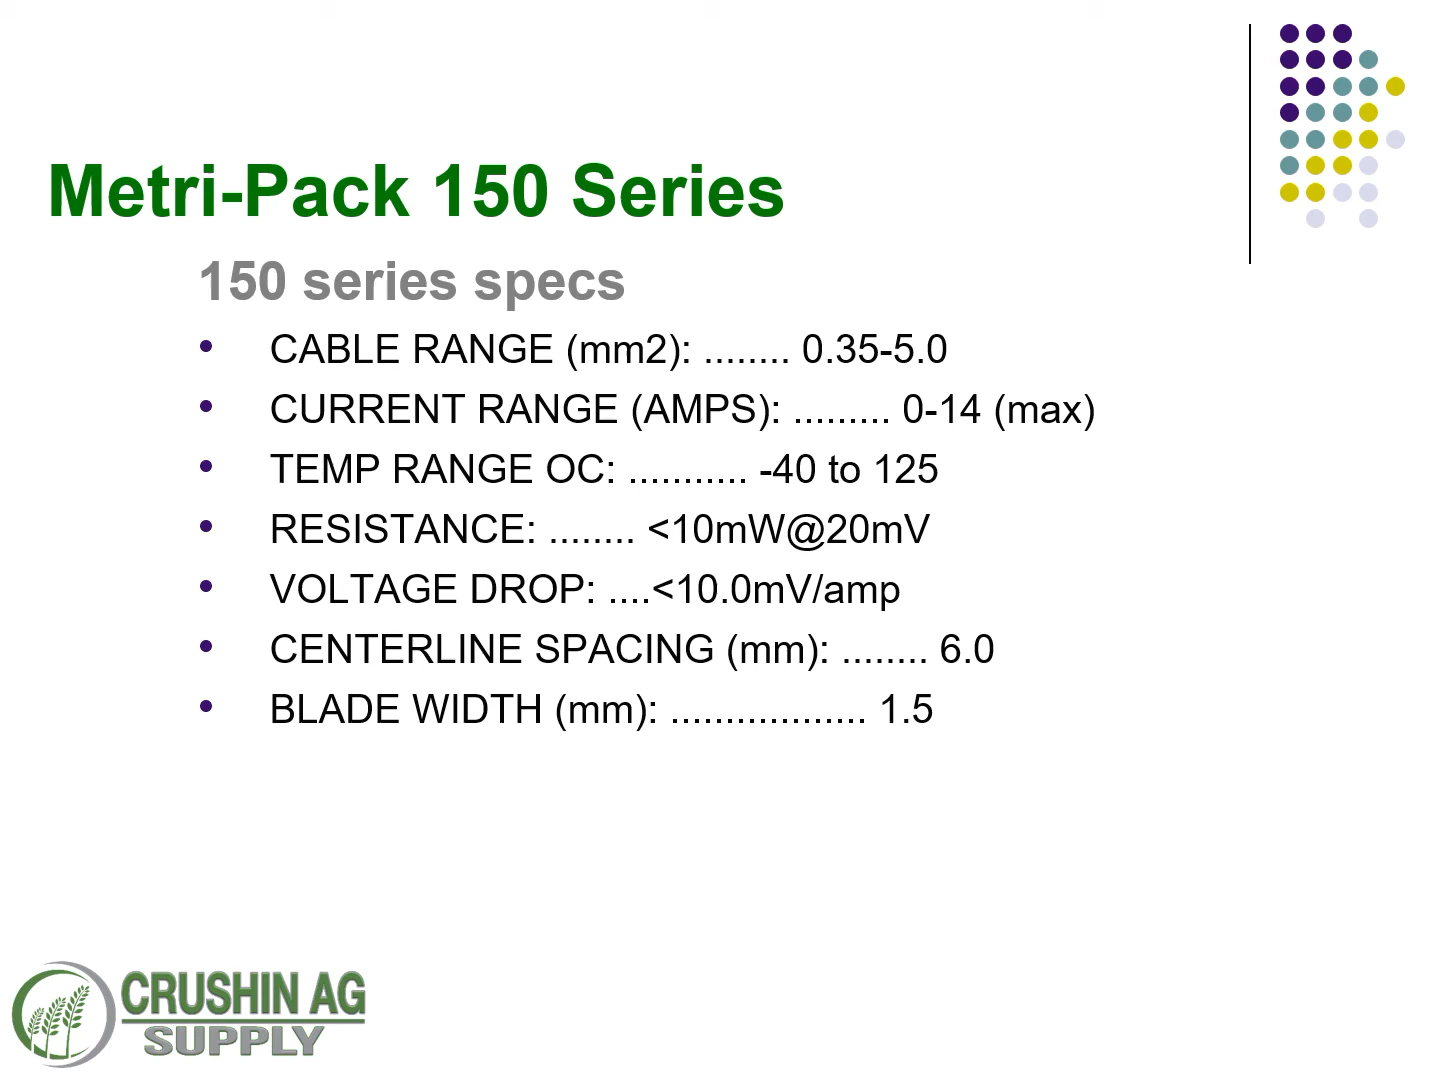 Metri-Pack 150 Series
150 series specs
• CABLE RANGE (mm2): ........ 0.35-5.0
• CURRENT RANGE (AMPS): ......... 0-14 (max)
• TEMP RANGE OC: ........... -40 to 125
• RESISTANCE: ........ <10mW@20mV
• VOLTAGE DROP: ....<10.0mV/amp
• CENTERLINE SPACING (mm): ........ 6.0
• BLADE WIDTH (mm): .................. 1.5
CRUSHIN AG
SUPPLY